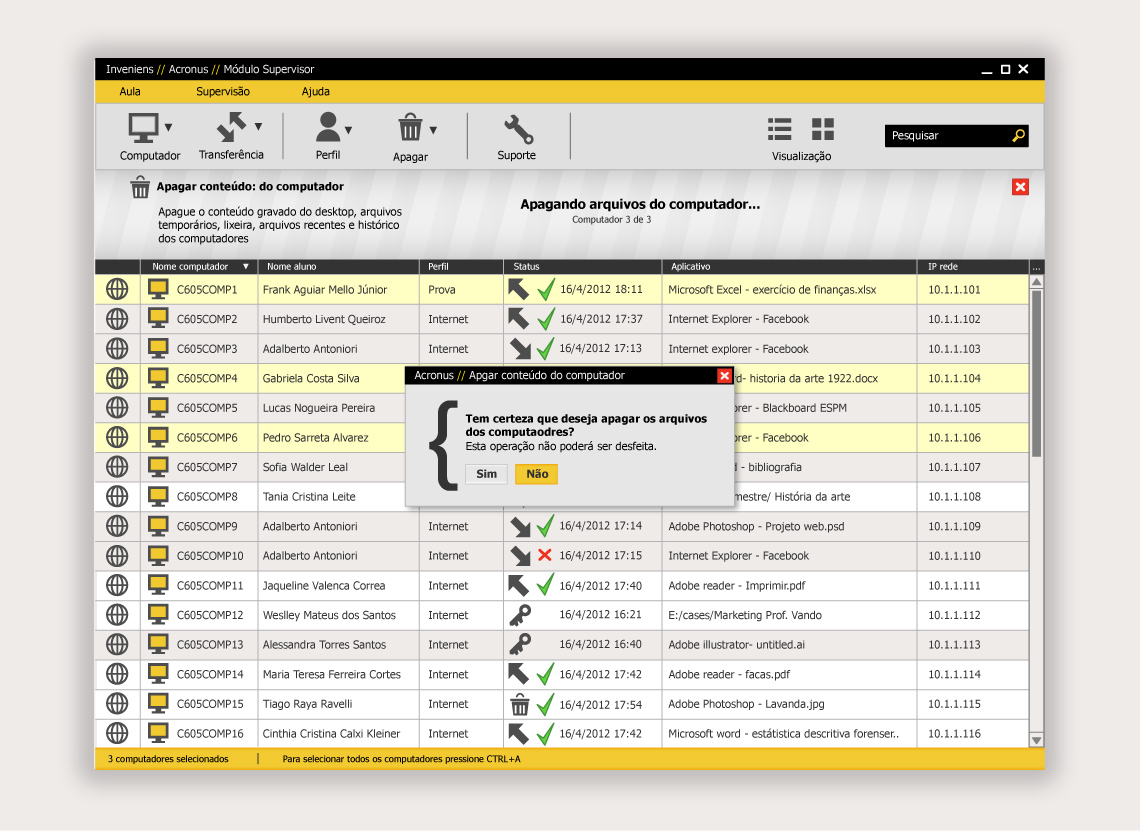 Inveniens // Acronus // Módulo Supervisor
Aula Supervisão Ajuda
Computador Transferência Perfil Apagar Suporte Visualização Pesquisar
Apagar conteúdo: do computador
Apague o conteúdo gravado do desktop, arquivos
temporários, lixeira, arquivos recentes e histórico
dos computadores
Apagando arquivos do computador...
Computador 3 de 3
Nome computador Nome aluno Perfil Status Aplicativo IP rede ...
C605COMP1 Frank Aguiar Mello Júnior Prova 16/4/2012 18:11 Microsoft Excel - exercício de finanças.xlsx 10.1.1.101
C605COMP2 Humberto Livent Queiroz Internet 16/4/2012 17:37 Internet Explorer - Facebook 10.1.1.102
C605COMP3 Adalberto Antoniori Internet 16/4/2012 17:13 Internet explorer - Facebook 10.1.1.103
C605COMP4 Gabriela Costa Silva rd- historia da arte 1922.docx 10.1.1.104
C605COMP5 Lucas Nogueira Pereira orer - Blackboard ESPM 10.1.1.105
C605COMP6 Pedro Sarreta Alvarez orer - Facebook 10.1.1.106
C605COMP7 Sofia Walder Leal d - bibliografia 10.1.1.107
C605COMP8 Tania Cristina Leite mestre/ História da arte 10.1.1.108
Acronus // Apgar conteúdo do computador
Tem certeza que deseja apagar os arquivos
dos computaodres?
Esta operação não poderá ser desfeita.
Sim Não
C605COMP9 Adalberto Antoniori Internet 16/4/2012 17:14 Adobe Photoshop - Projeto web.psd 10.1.1.109
C605COMP10 Adalberto Antoniori Internet 16/4/2012 17:15 Internet Explorer - Facebook 10.1.1.110
C605COMP11 Jaqueline Valenca Correa Internet 16/4/2012 17:40 Adobe reader - Imprimir.pdf 10.1.1.111
C605COMP12 Weslley Mateus dos Santos Internet 16/4/2012 16:21 E:/cases/Marketing Prof. Vando 10.1.1.112
C605COMP13 Alessandra Torres Santos Internet 16/4/2012 16:40 Adobe illustrator- untitled.ai 10.1.1.113
C605COMP14 Maria Teresa Ferreira Cortes Internet 16/4/2012 17:42 Adobe reader - facas.pdf 10.1.1.114
C605COMP15 Tiago Raya Ravelli Internet 16/4/2012 17:54 Adobe Photoshop - Lavanda.jpg 10.1.1.115
C605COMP16 Cinthia Cristina Calxi Kleiner Internet 16/4/2012 17:42 Microsoft word - estátistica descritiva forenser.. 10.1.1.116
3 computadores selecionados | Para selecionar todos os computadores pressione CTRL+A